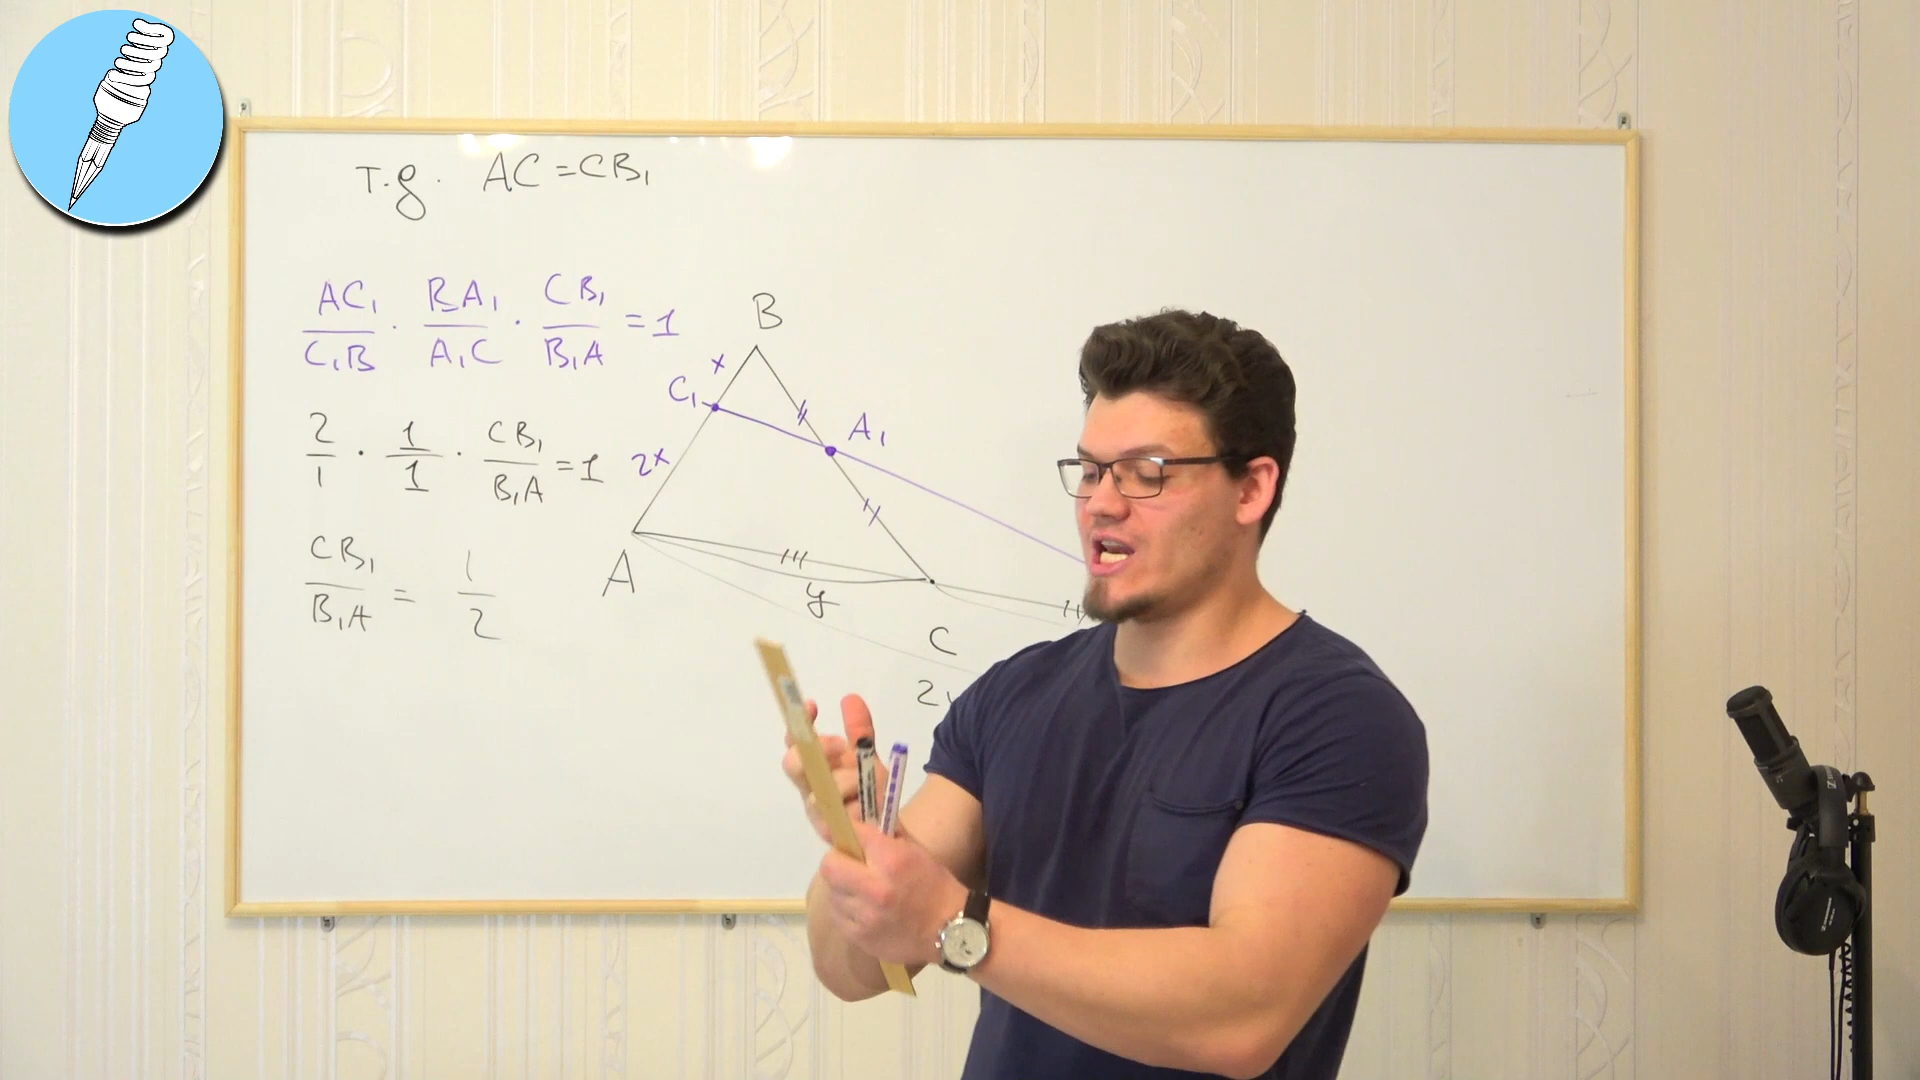 т.д. AC = CB₁
AC₁/C₁B · BA₁/A₁C · CB₁/B₁A = 1
2/1 · 1/1 · CB₁/B₁A = 1
CB₁/B₁A = 1/2
B
x
C₁
A₁
2x
A
y
C